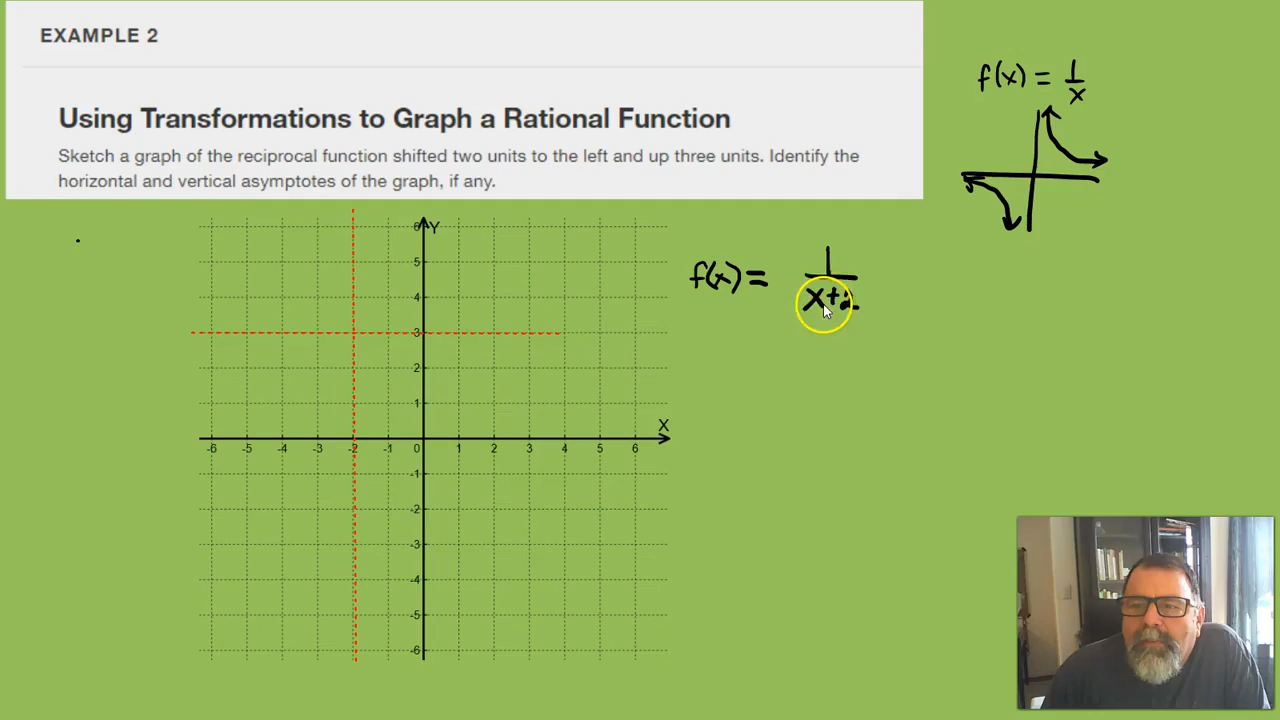 EXAMPLE 2
Using Transformations to Graph a Rational Function
Sketch a graph of the reciprocal function shifted two units to the left and up three units. Identify the
horizontal and vertical asymptotes of the graph, if any.
f(x) = 1/x
f(x) = 1/x+2
Y
6
5
4
3
2
1
X
-6 -5 -4 -3 -2 -1 0 1 2 3 4 5 6
-1
-2
-3
-4
-5
-6